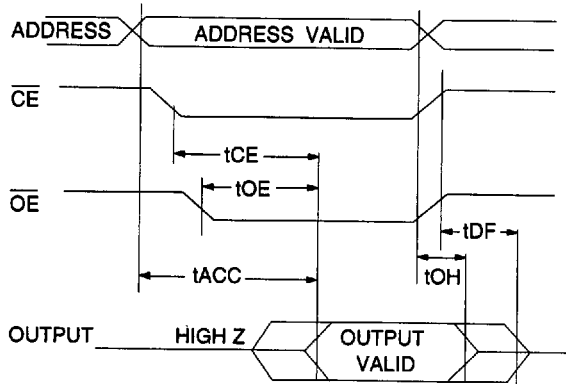 ADDRESS
ADDRESS VALID
CE
tCE
tOE
OE
tDF
tACC
tOH
OUTPUT
HIGH Z
OUTPUT
VALID